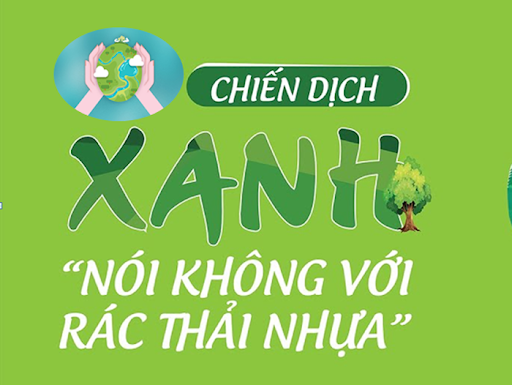 CHIẾN DỊCH
XANH
“NÓI KHÔNG VỚI
RÁC THẢI NHỰA”